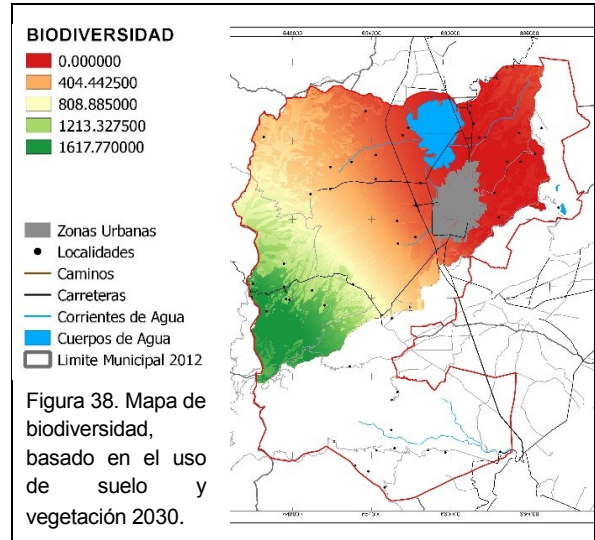 BIODIVERSIDAD
0.000000
404.442500
808.885000
1213.327500
1617.770000
Zonas Urbanas
Localidades
Caminos
Carreteras
Corrientes de Agua
Cuerpos de Agua
Limite Municipal 2012
Figura 38. Mapa de
biodiversidad,
basado en el uso
de suelo y
vegetación 2030.